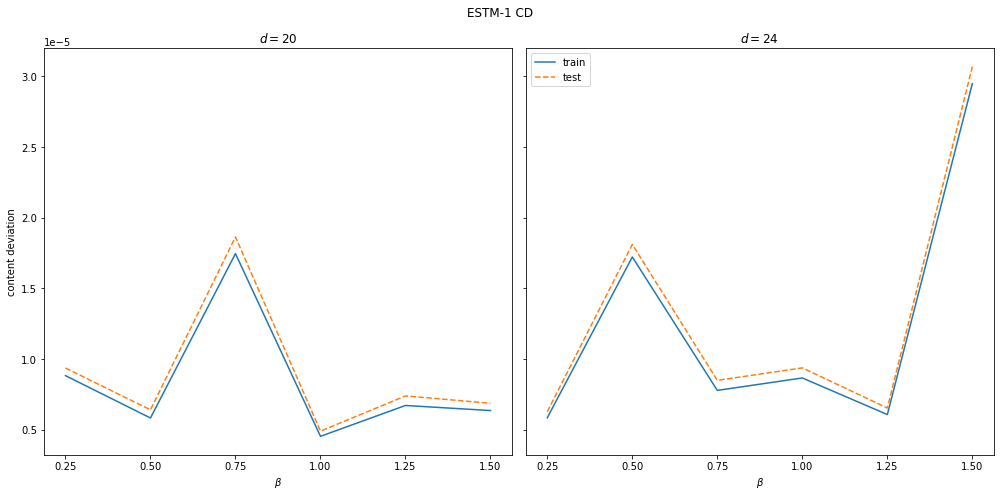 ESTM-1 CD
1e−5
d = 20
d = 24
train
test
3.0
2.5
2.0
1.5
1.0
0.5
content deviation
0.25 0.50 0.75 1.00 1.25 1.50
0.25 0.50 0.75 1.00 1.25 1.50
β
β